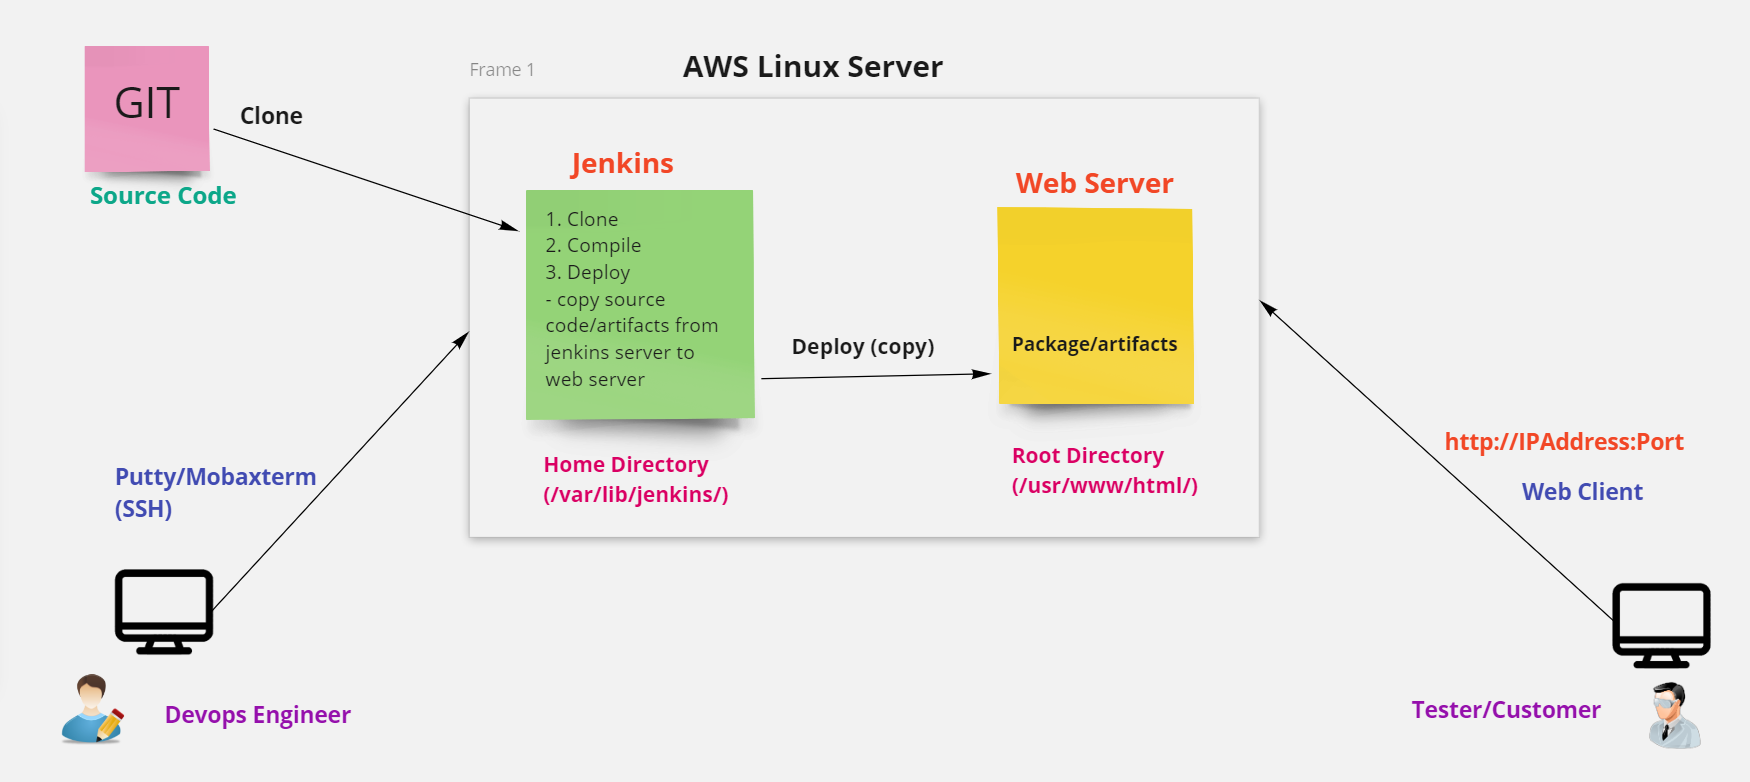 GIT
Source Code
Clone
Frame 1
AWS Linux Server
Jenkins
1. Clone
2. Compile
3. Deploy
- copy source
code/artifacts from
jenkins server to
web server
Home Directory
(/var/lib/jenkins/)
Deploy (copy)
Web Server
Package/artifacts
Root Directory
(/usr/www/html/)
Putty/Mobaxterm
(SSH)
Devops Engineer
http://IPAddress:Port
Web Client
Tester/Customer